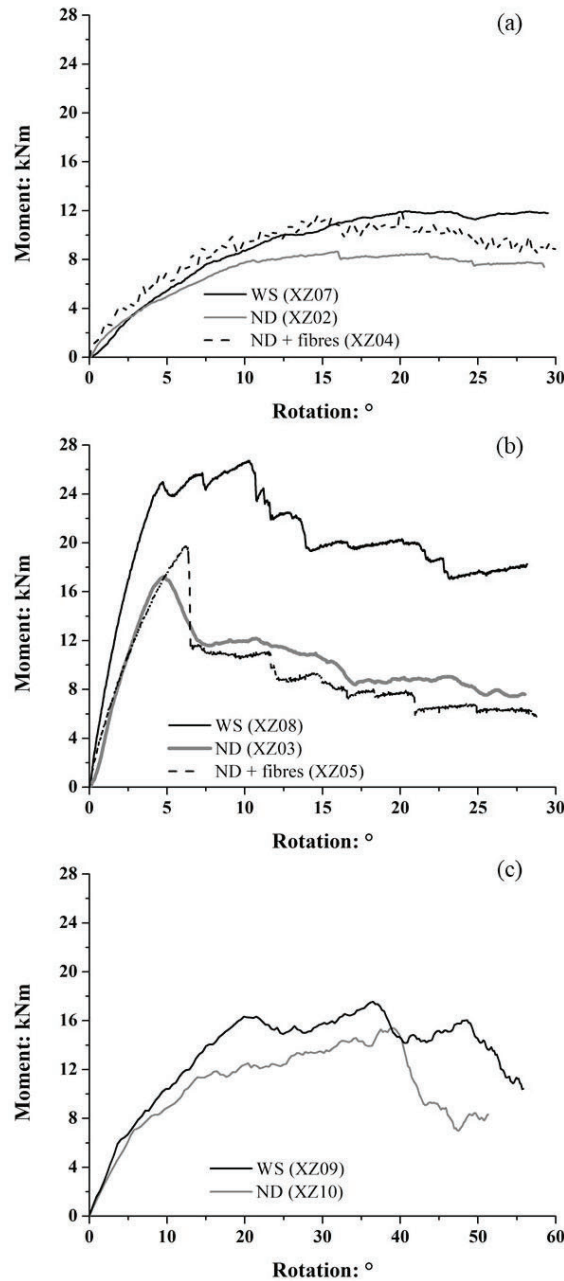 (a)
28
24
20
16
12
8
4
0
Moment: kNm
WS (XZ07)
ND (XZ02)
ND + fibres (XZ04)
0 5 10 15 20 25 30
Rotation: °
(b)
28
24
20
16
12
8
4
0
Moment: kNm
WS (XZ08)
ND (XZ03)
ND + fibres (XZ05)
0 5 10 15 20 25 30
Rotation: °
(c)
28
24
20
16
12
8
4
0
Moment: kNm
WS (XZ09)
ND (XZ10)
0 10 20 30 40 50 60
Rotation: °